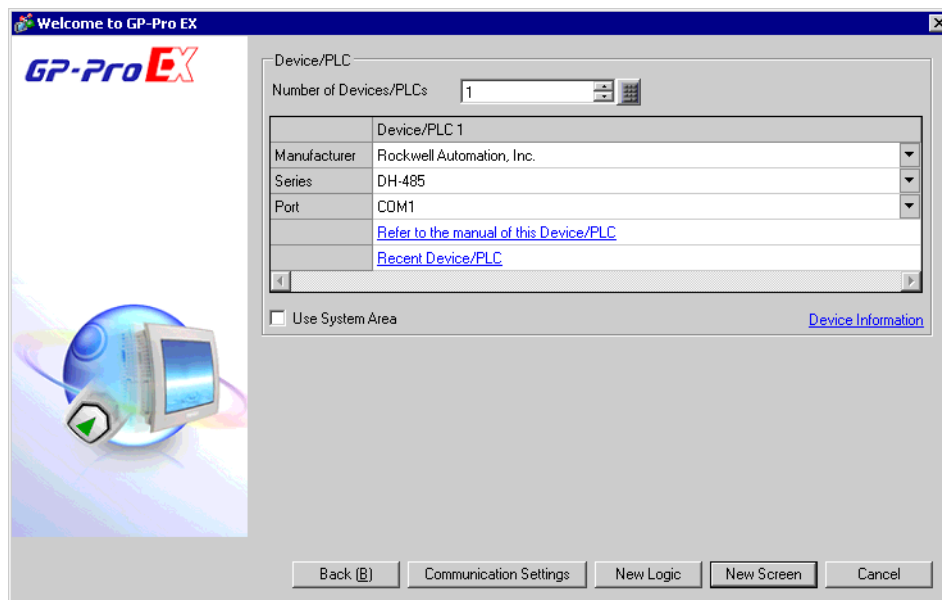 Welcome to GP-Pro EX
GP-Pro EX
Device/PLC
Number of Devices/PLCs 1
Device/PLC 1
Manufacturer Rockwell Automation, Inc.
Series DH-485
Port COM1
Refer to the manual of this Device/PLC
Recent Device/PLC
Use System Area Device Information
Back (B) Communication Settings New Logic New Screen Cancel